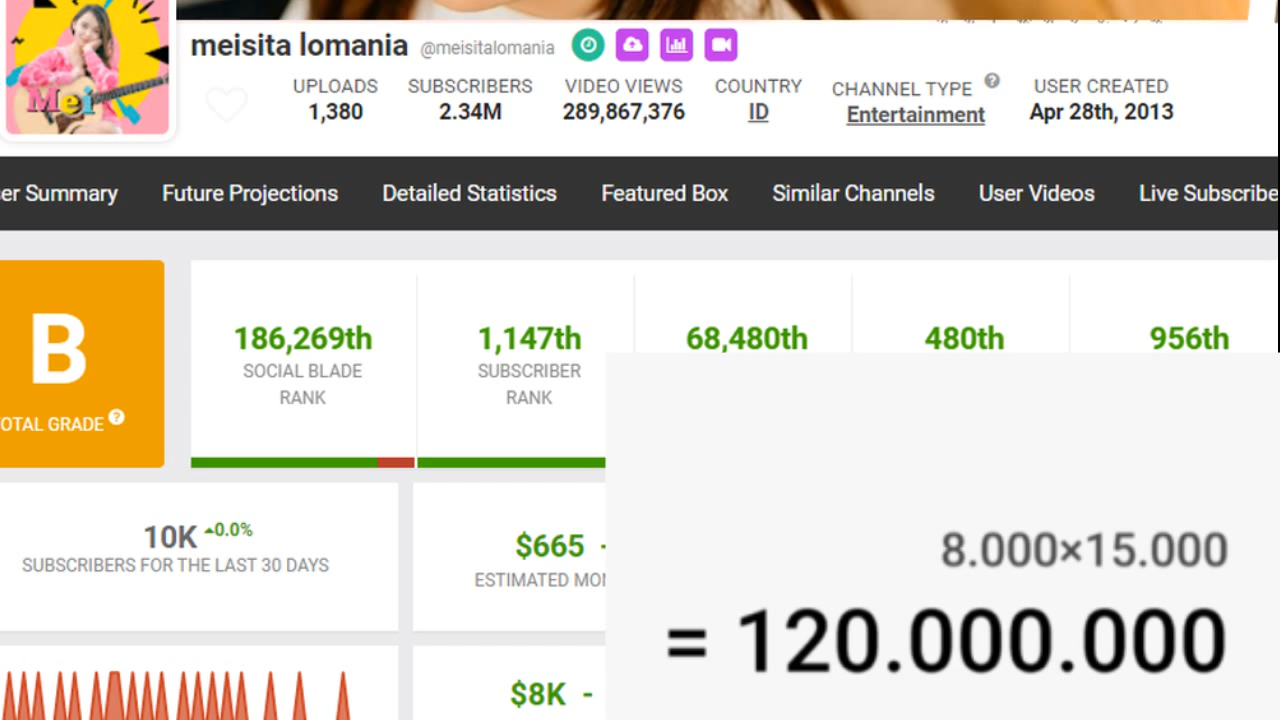 meisita lomania @meisitalomania
UPLOADS SUBSCRIBERS VIDEO VIEWS COUNTRY CHANNEL TYPE ? USER CREATED
1,380 2.34M 289,867,376 ID Entertainment Apr 28th, 2013
Mei
er Summary Future Projections Detailed Statistics Featured Box Similar Channels User Videos Live Subscribe
B
OTAL GRADE ?
186,269th 1,147th 68,480th 480th 956th
SOCIAL BLADE SUBSCRIBER
RANK RANK
10K 0.0%
SUBSCRIBERS FOR THE LAST 30 DAYS
$665 -
ESTIMATED MO
8.000×15.000
= 120.000.000
$8K -